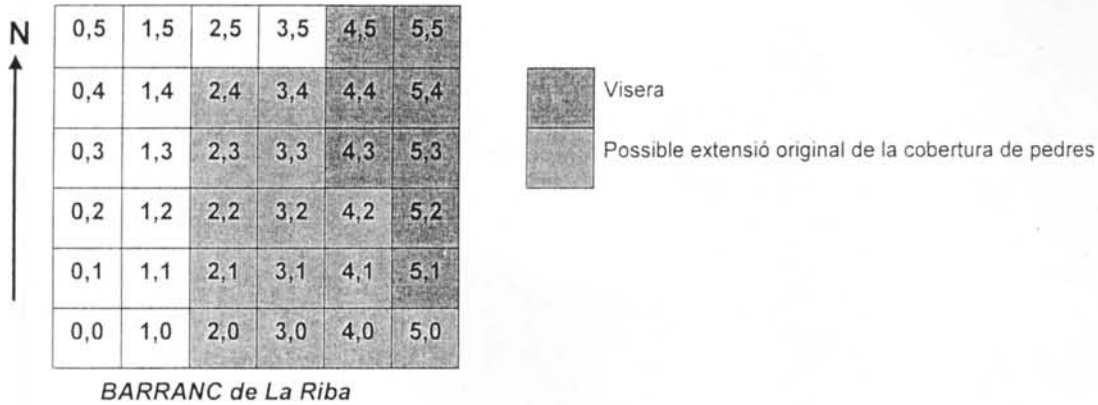 N
0,5 1,5 2,5 3,5 4,5 5,5
0,4 1,4 2,4 3,4 4,4 5,4
0,3 1,3 2,3 3,3 4,3 5,3
0,2 1,2 2,2 3,2 4,2 5,2
0,1 1,1 2,1 3,1 4,1 5,1
0,0 1,0 2,0 3,0 4,0 5,0
BARRANC de La Riba
Visera
Possible extensió original de la cobertura de pedres